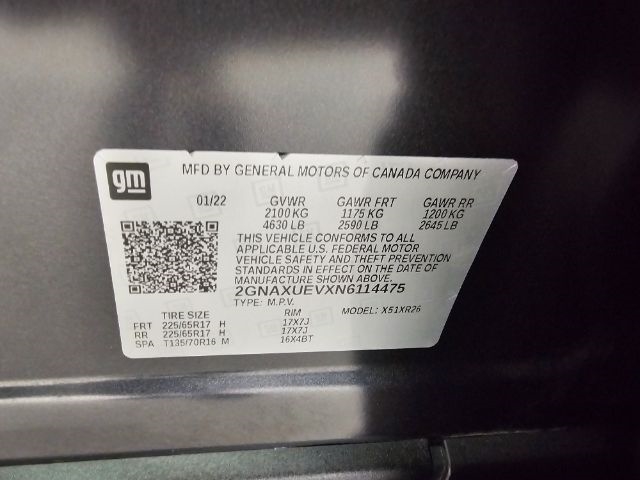 gm
MFD BY GENERAL MOTORS OF CANADA COMPANY
01/22 GVWR GAWR FRT GAWR RR
2100 KG 1175 KG 1200 KG
4630 LB 2590 LB 2645 LB
THIS VEHICLE CONFORMS TO ALL
APPLICABLE U.S. FEDERAL MOTOR
VEHICLE SAFETY AND THEFT PREVENTION
STANDARDS IN EFFECT ON THE DATE OF
MANUFACTURE SHOWN ABOVE.
2GNAXUEVXN6114475
TYPE: M.P.V. MODEL: X51XR26
TIRE SIZE RIM
FRT 225/65R17 H 17X7J
RR 225/65R17 H 17X7J
SPA T135/70R16 M 16X4BT